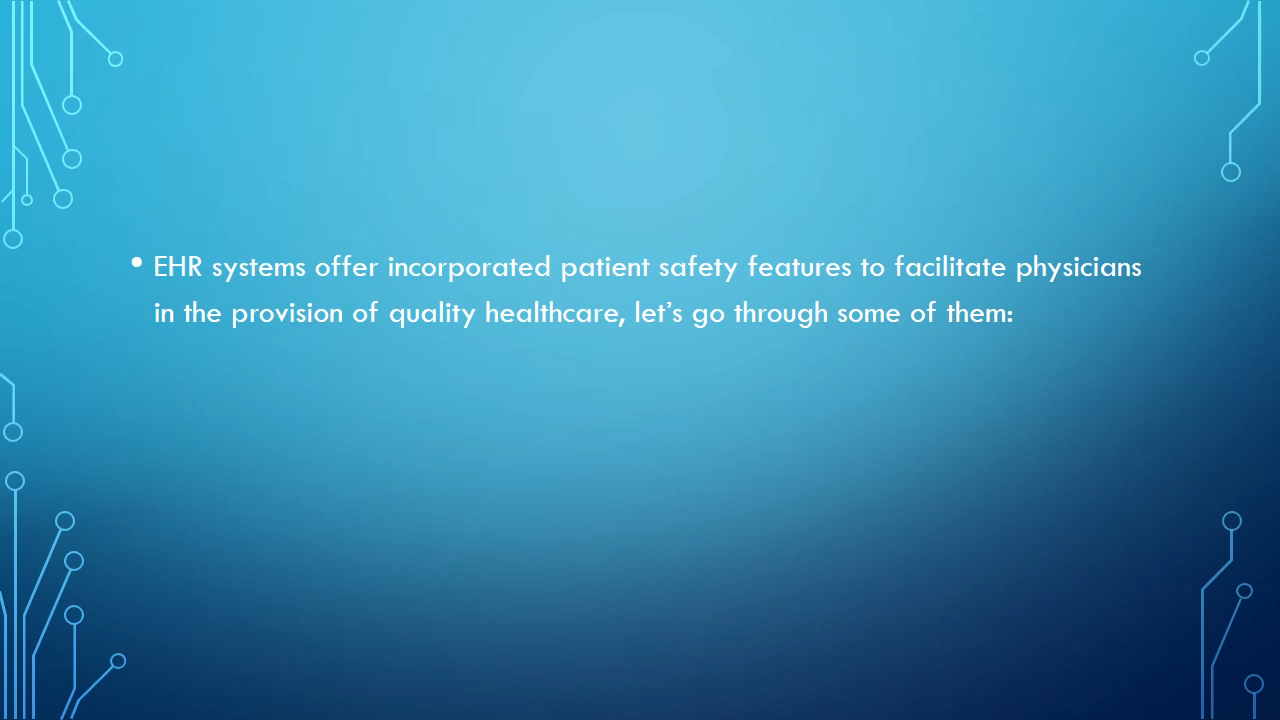 • EHR systems offer incorporated patient safety features to facilitate physicians
in the provision of quality healthcare, let’s go through some of them: